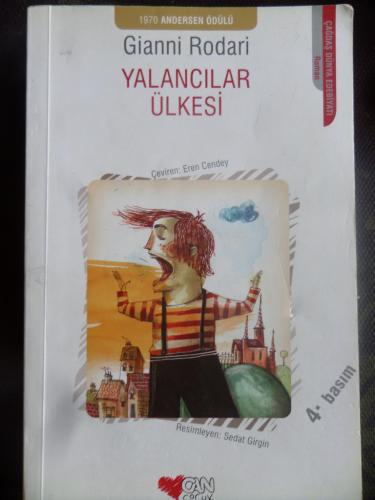 1970 ANDERSEN ÖDÜLÜ
Gianni Rodari
YALANCILAR
ÜLKESİ
ÇAĞDAŞ DÜNYA EDEBİYATI
Roman
Çeviren: Eren Cendey
4. basım
Resimleyen: Sedat Girgin
CAN
ÇOCUK